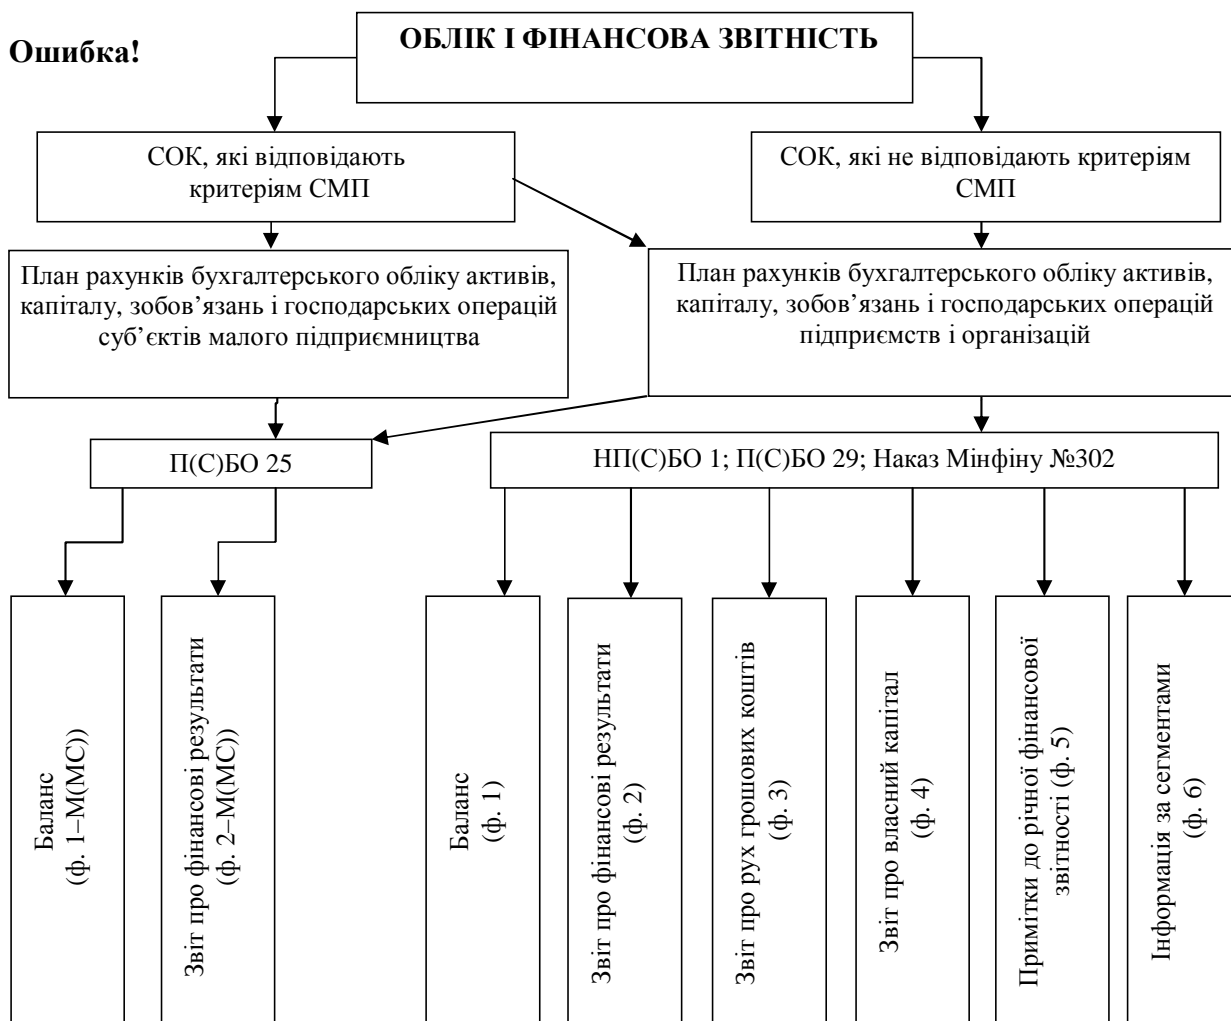 Ошибка!
ОБЛІК І ФІНАНСОВА ЗВІТНІСТЬ
СОК, які відповідають
критеріям СМП
СОК, які не відповідають критеріям
СМП
План рахунків бухгалтерського обліку активів,
капіталу, зобов’язань і господарських операцій
суб’єктів малого підприємництва
План рахунків бухгалтерського обліку активів,
капіталу, зобов’язань і господарських операцій
підприємств і організацій
П(С)БО 25
НП(С)БО 1; П(С)БО 29; Наказ Мінфіну №302
Баланс
(ф. 1–М(МС))
Звіт про фінансові результати
(ф. 2–М(МС))
Баланс
(ф. 1)
Звіт про фінансові результати
(ф. 2)
Звіт про рух грошових коштів
(ф. 3)
Звіт про власний капітал
(ф. 4)
Примітки до річної фінансової
звітності (ф. 5)
Інформація за сегментами
(ф. 6)